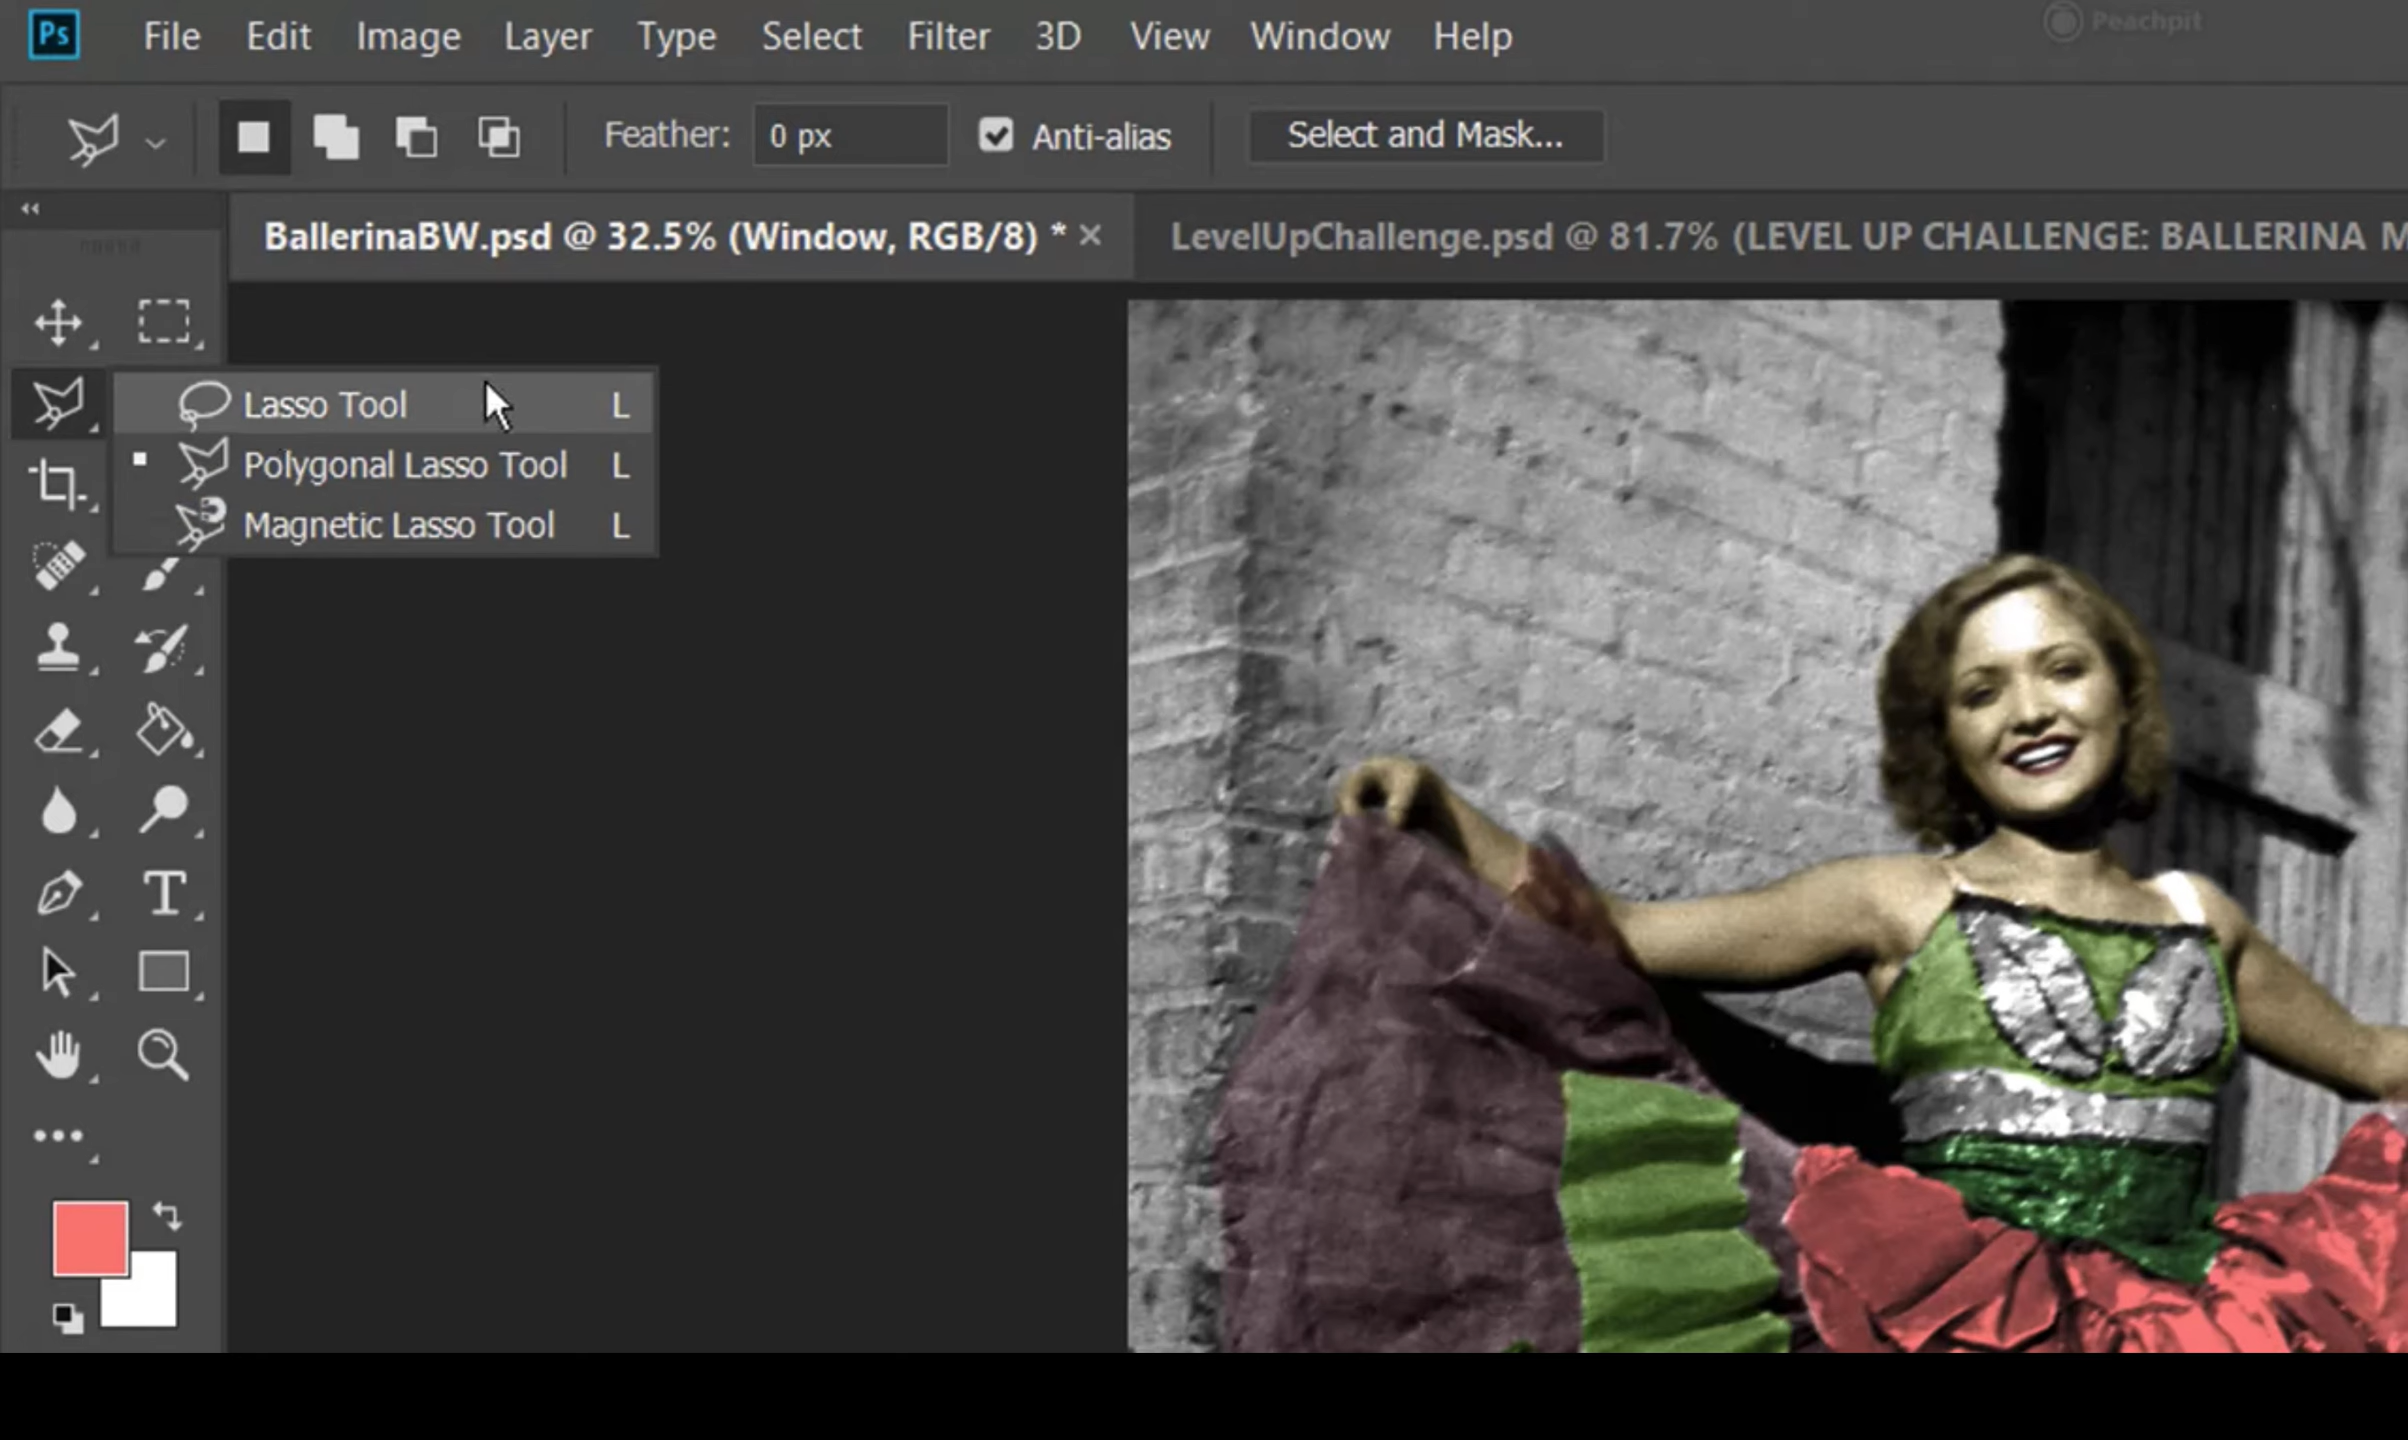 Ps File Edit Image Layer Type Select Filter 3D View Window Help
Peachpit
Feather: 0 px Anti-alias Select and Mask...
BallerinaBW.psd @ 32.5% (Window, RGB/8) * × LevelUpChallenge.psd @ 81.7% (LEVEL UP CHALLENGE: BALLERINA M
Lasso Tool L
Polygonal Lasso Tool L
Magnetic Lasso Tool L